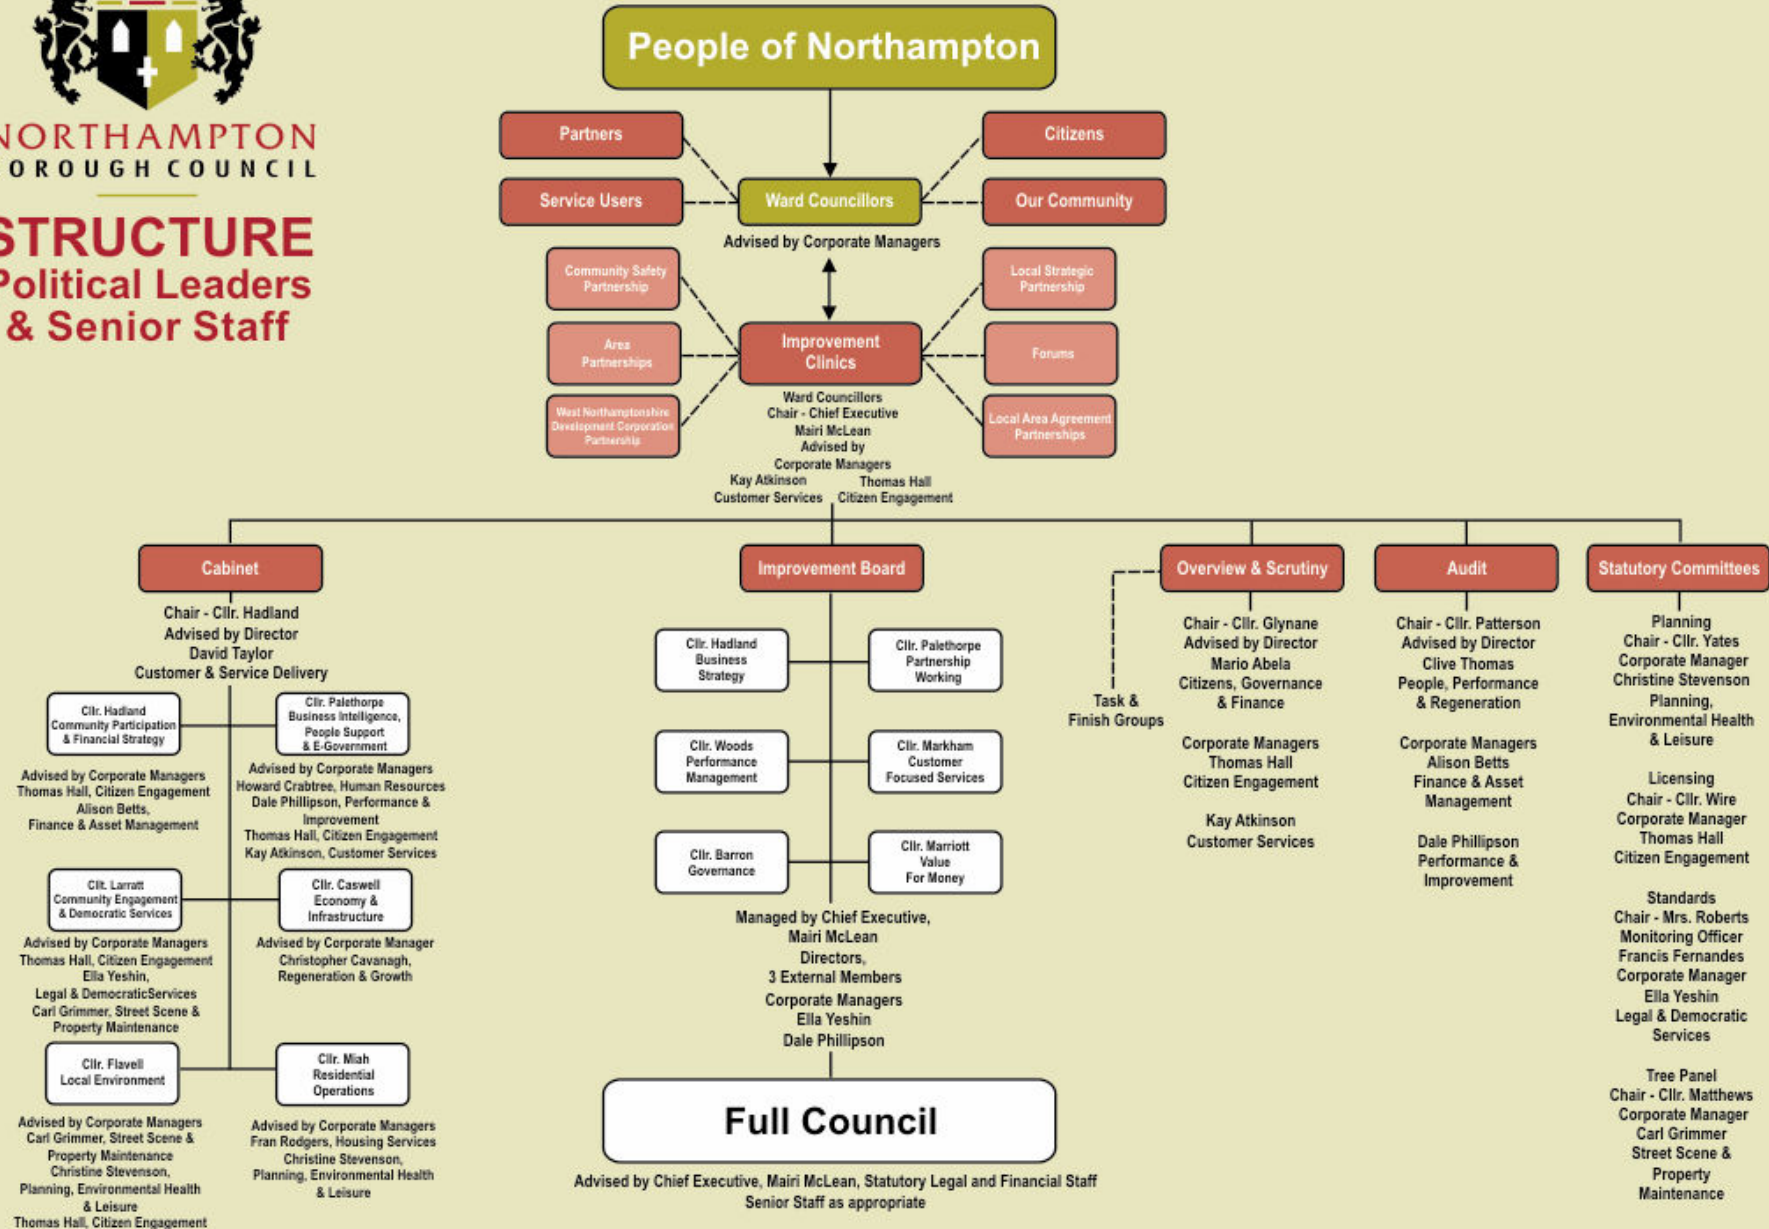 NORTHAMPTON
BOROUGH COUNCIL
STRUCTURE
Political Leaders
& Senior Staff
People of Northampton
Partners
Citizens
Service Users
Ward Councillors
Our Community
Advised by Corporate Managers
Community Safety
Partnership
Local Strategic
Partnership
Area
Partnerships
Improvement
Clinics
Forums
West Northamptonshire
Development Corporation
Partnership
Local Area Agreement
Partnerships
Ward Councillors
Chair - Chief Executive
Mairi McLean
Advised by
Corporate Managers
Kay Atkinson
Customer Services
Thomas Hall
Citizen Engagement
Cabinet
Chair - Cllr. Hadland
Advised by Director
David Taylor
Customer & Service Delivery
Cllr. Hadland
Community Participation
& Financial Strategy
Advised by Corporate Managers
Thomas Hall, Citizen Engagement
Alison Betts,
Finance & Asset Management
Cllr. Palethorpe
Business Intelligence,
People Support
& E-Government
Advised by Corporate Managers
Howard Crabtree, Human Resources
Dale Phillipson, Performance &
Improvement
Thomas Hall, Citizen Engagement
Kay Atkinson, Customer Services
Cllt. Larratt
Community Engagement
& Democratic Services
Advised by Corporate Managers
Thomas Hall, Citizen Engagement
Ella Yeshin,
Legal & DemocraticServices
Carl Grimmer, Street Scene &
Property Maintenance
Cllr. Caswell
Economy &
Infrastructure
Advised by Corporate Manager
Christopher Cavanagh,
Regeneration & Growth
Cllr. Flavell
Local Environment
Advised by Corporate Managers
Carl Grimmer, Street Scene &
Property Maintenance
Christine Stevenson,
Planning, Environmental Health
& Leisure
Thomas Hall, Citizen Engagement
Cllr. Miah
Residential
Operations
Advised by Corporate Managers
Fran Rodgers, Housing Services
Christine Stevenson,
Planning, Environmental Health
& Leisure
Improvement Board
Cllr. Hadland
Business
Strategy
Cllr. Palethorpe
Partnership
Working
Cllr. Woods
Performance
Management
Cllr. Markham
Customer
Focused Services
Cllr. Barron
Governance
Cllr. Marriott
Value
For Money
Managed by Chief Executive,
Mairi McLean
Directors,
3 External Members
Corporate Managers
Ella Yeshin
Dale Phillipson
Full Council
Advised by Chief Executive, Mairi McLean, Statutory Legal and Financial Staff
Senior Staff as appropriate
Overview & Scrutiny
Task &
Finish Groups
Chair - Cllr. Glynane
Advised by Director
Mario Abela
Citizens, Governance
& Finance
Corporate Managers
Thomas Hall
Citizen Engagement
Kay Atkinson
Customer Services
Audit
Chair - Cllr. Patterson
Advised by Director
Clive Thomas
People, Performance
& Regeneration
Corporate Managers
Alison Betts
Finance & Asset
Management
Dale Phillipson
Performance &
Improvement
Statutory Committees
Planning
Chair - Cllr. Yates
Corporate Manager
Christine Stevenson
Planning,
Environmental Health
& Leisure
Licensing
Chair - Cllr. Wire
Corporate Manager
Thomas Hall
Citizen Engagement
Standards
Chair - Mrs. Roberts
Monitoring Officer
Francis Fernandes
Corporate Manager
Ella Yeshin
Legal & Democratic
Services
Tree Panel
Chair - Cllr. Matthews
Corporate Manager
Carl Grimmer
Street Scene &
Property
Maintenance